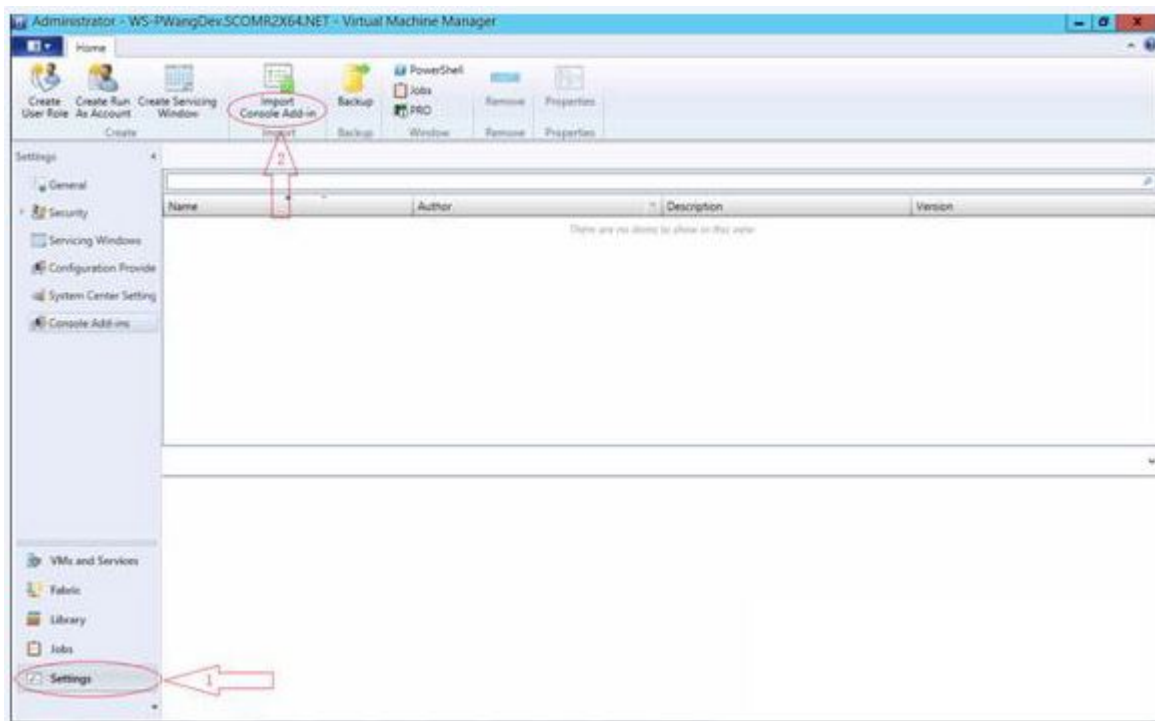 Administrator - WS-PWangDev.SCOMR2X64.NET - Virtual Machine Manager
Home
Create User Role
Create Run As Account
Create Servicing Window
Import Console Add-in
Backup
PowerShell
Jobs
PRO
Remove
Properties
Create
Import
Backup
Window
Remove
Properties
Settings
2
General
Security
Servicing Windows
Configuration Provide
System Center Setting
Console Add-ins
Name
Author
Description
Version
There are no items to show in this view
VMs and Services
Fabric
Library
Jobs
Settings
1